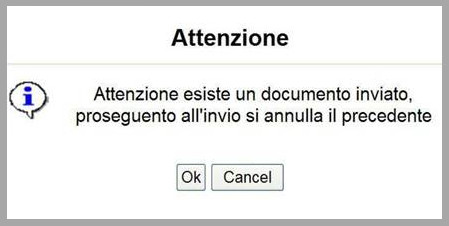 Attenzione
Attenzione esiste un documento inviato,
proseguento all'invio si annulla il precedente
Ok Cancel